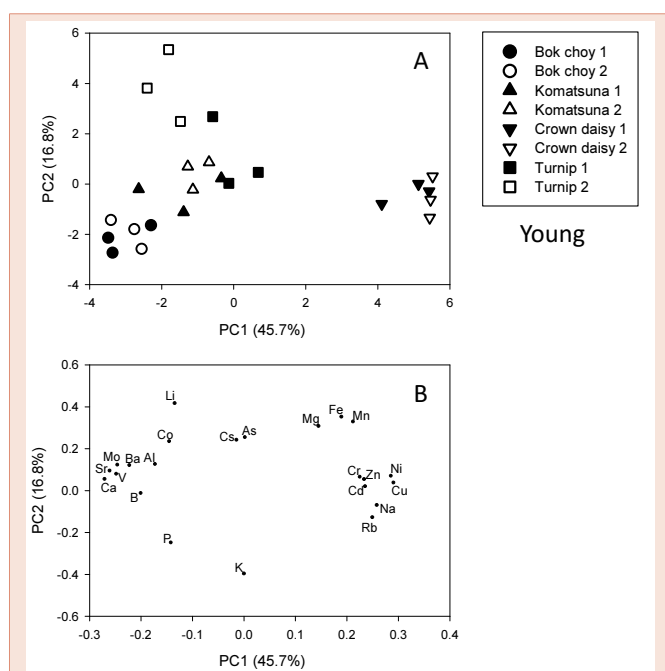 A
PC2 (16.8%)
6
4
2
0
-2
-4
-4 -2 0 2 4 6
PC1 (45.7%)
Bok choy 1
Bok choy 2
Komatsuna 1
Komatsuna 2
Crown daisy 1
Crown daisy 2
Turnip 1
Turnip 2
Young
B
PC2 (16.8%)
0.6
0.4
0.2
0.0
-0.2
-0.4
-0.6
Li
Fe
Mg
Mn
Co
Cs
As
Mo
Ba
Al
Sr
V
Ca
B
Cr
Zn
Ni
Cd
Cu
Na
Rb
P
K
-0.3 -0.2 -0.1 0.0 0.1 0.2 0.3 0.4
PC1 (45.7%)